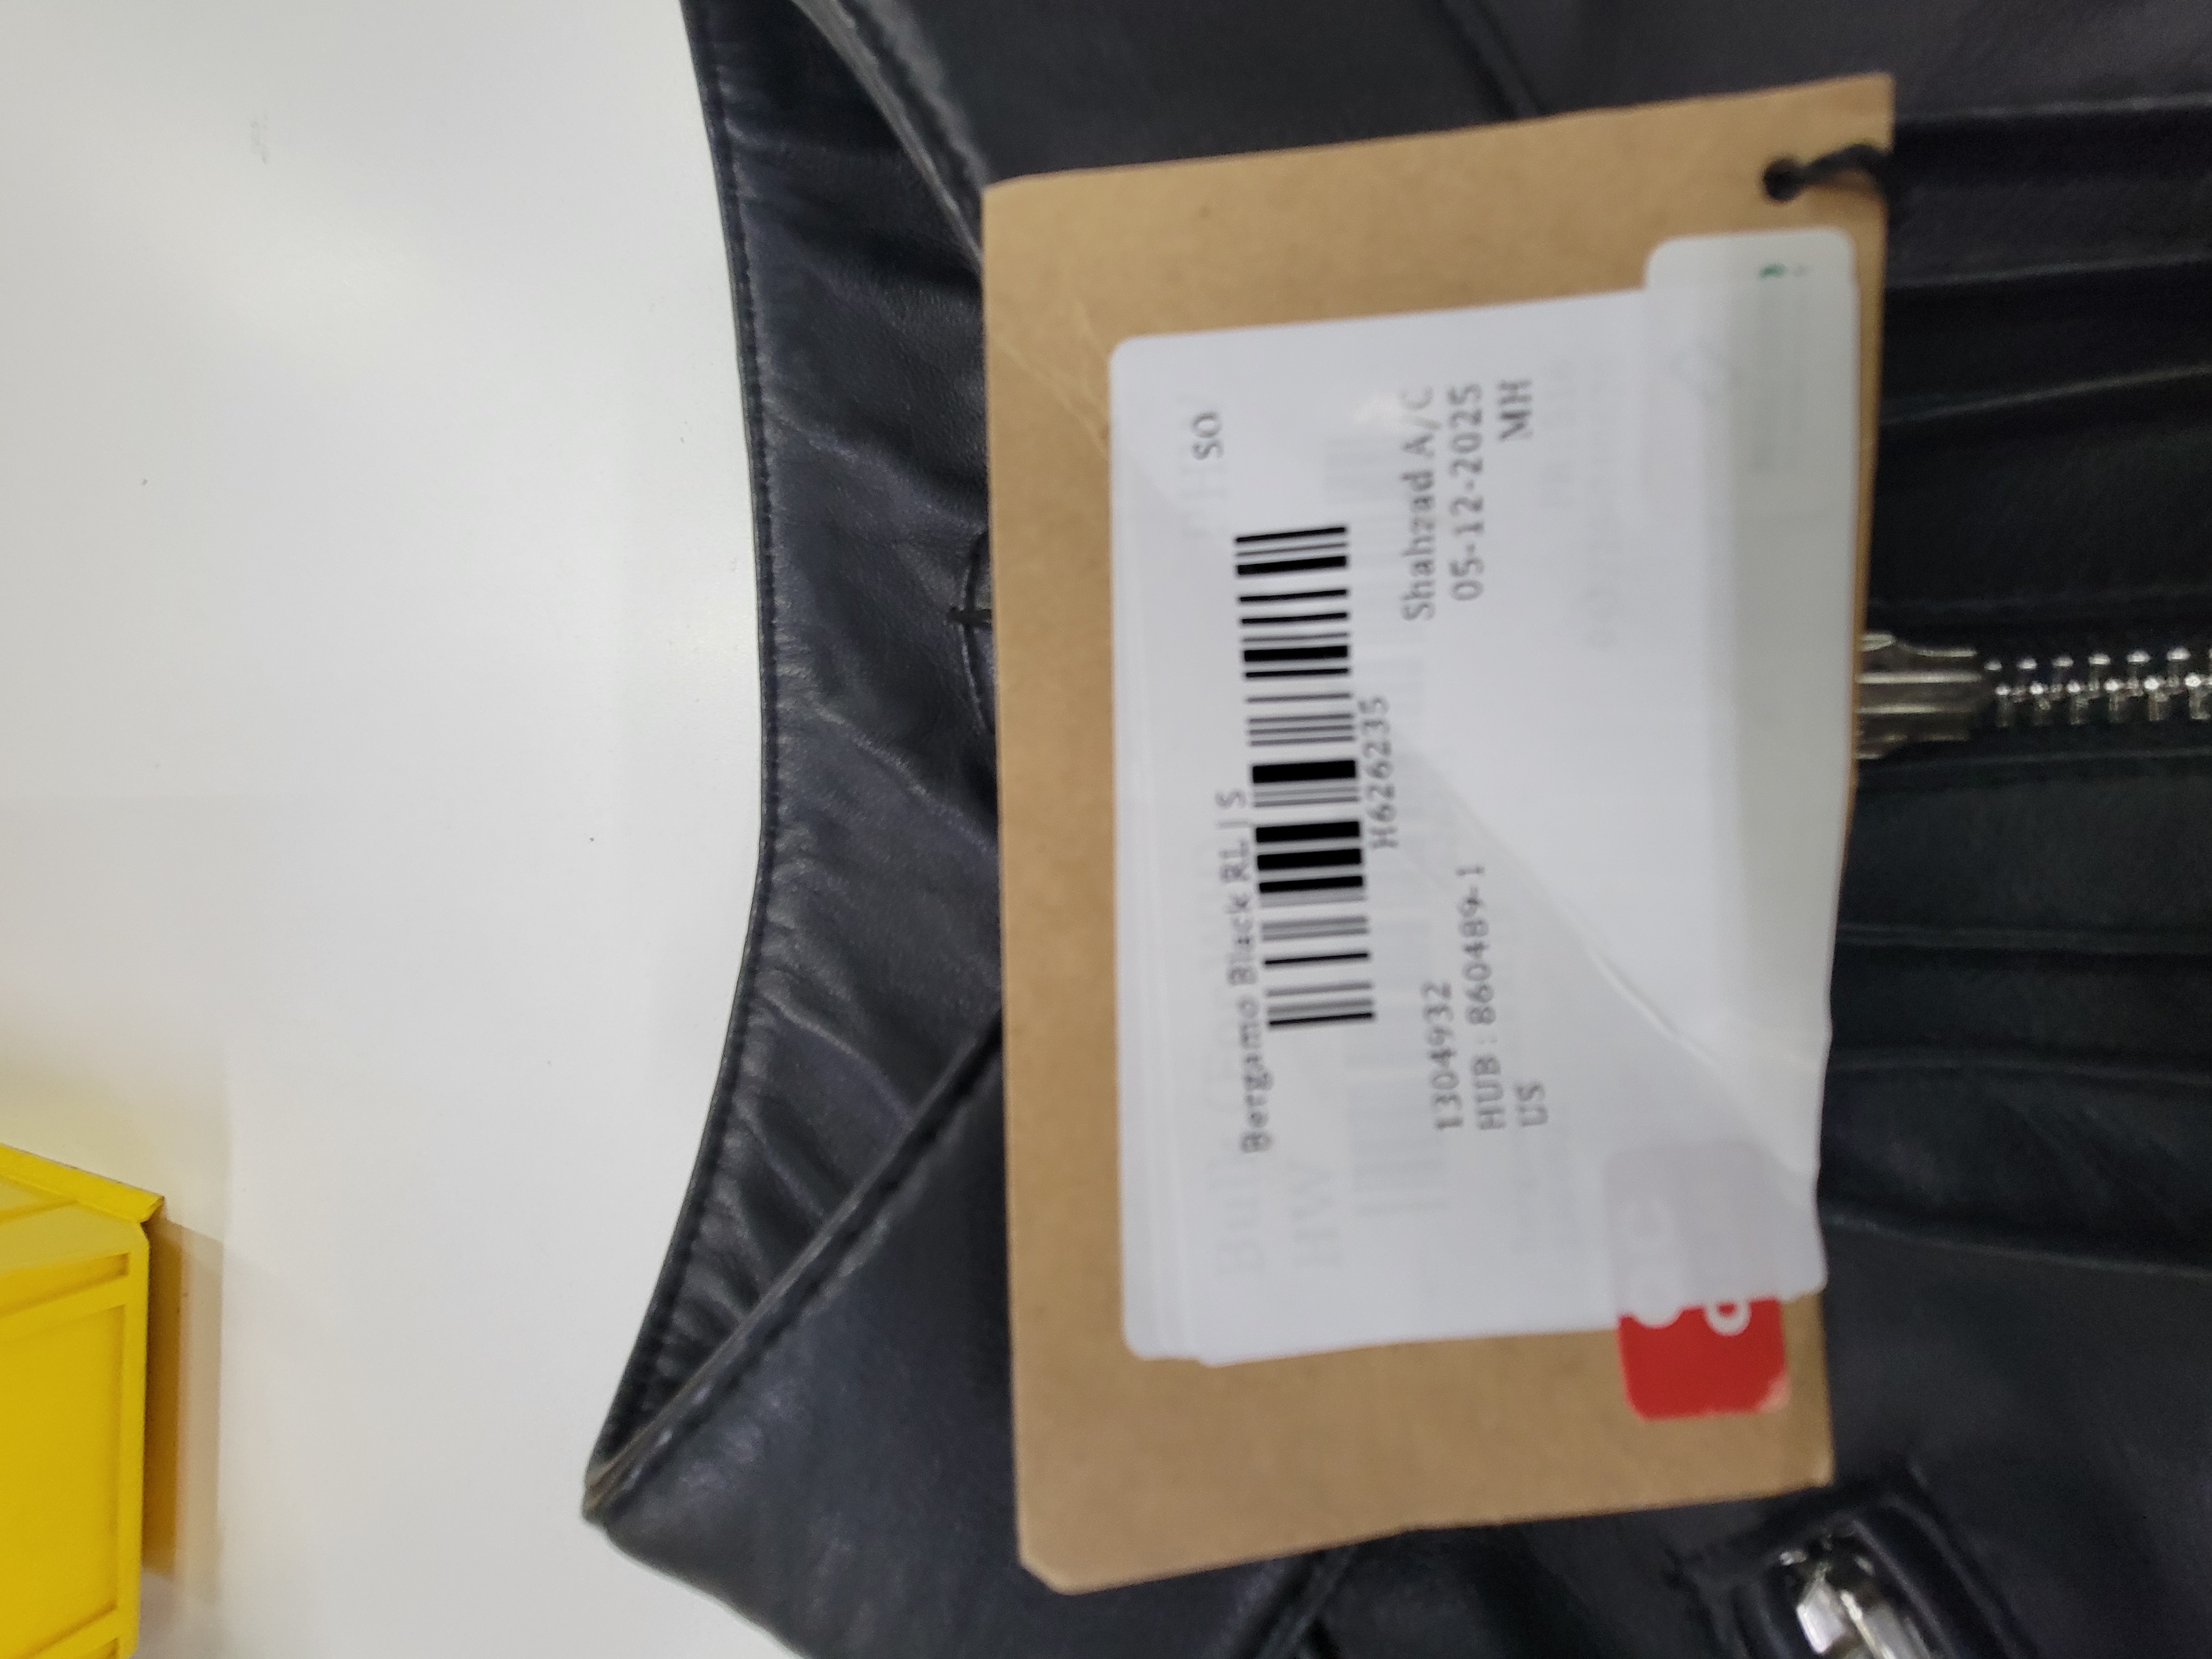 SO
Bergamo Black RL | S
H626235
1304932 Shahzad A/C
HUB : 860489-1 05-12-2025
US MH